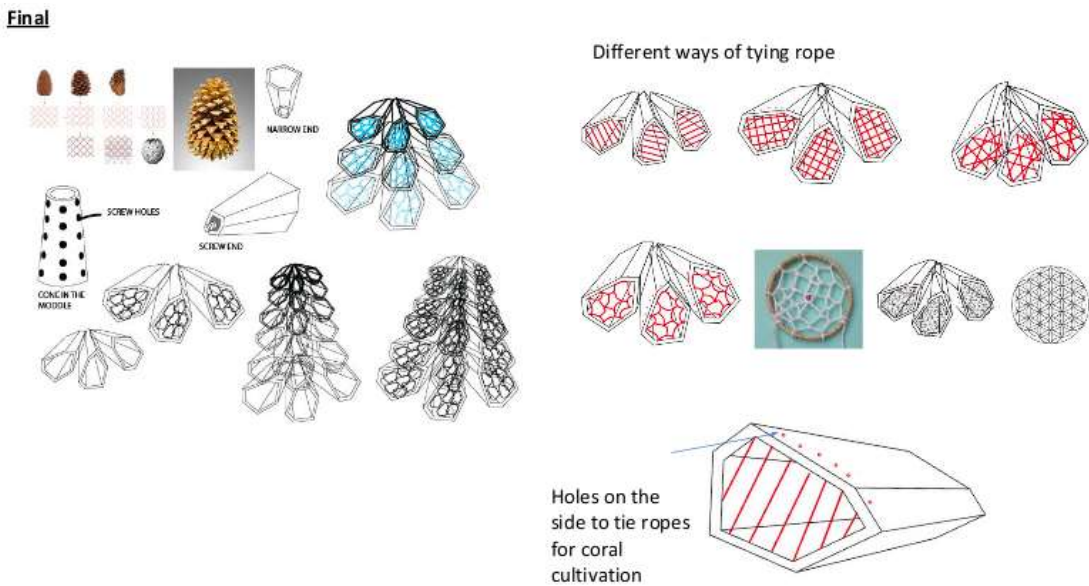 Final
Different ways of tying rope
NARROW END
SCREW HOLES
SCREW END
CONE IN THE
MODDLE
Holes on the
side to tie ropes
for coral
cultivation